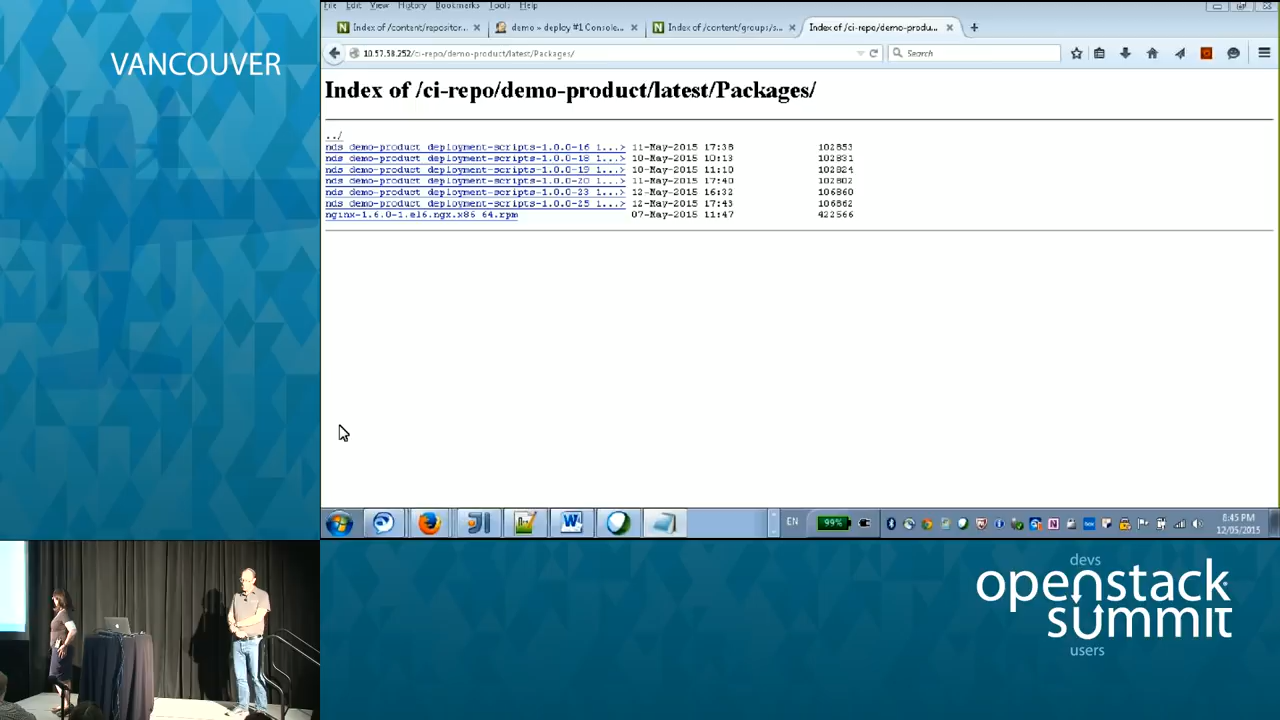 VANCOUVER
File Edit View History Bookmarks Tools Help
Index of /content/repositor... demo » deploy #1 Console... Index of /content/groups/s... Index of /ci-repo/demo-produ...
10.57.58.252/ci-repo/demo-product/latest/Packages/ Search
Index of /ci-repo/demo-product/latest/Packages/
../
nds demo-product deployment-scripts-1.0.0-16 1...> 11-May-2015 17:38 102853
nds demo-product deployment-scripts-1.0.0-18 1...> 10-May-2015 10:13 102831
nds demo-product deployment-scripts-1.0.0-19 1...> 10-May-2015 11:10 102824
nds demo-product deployment-scripts-1.0.0-20 1...> 11-May-2015 17:40 102802
nds demo-product deployment-scripts-1.0.0-23 1...> 12-May-2015 16:32 106860
nds demo-product deployment-scripts-1.0.0-25 1...> 12-May-2015 17:43 106862
nginx-1.6.0-1.el6.ngx.x86 64.rpm 07-May-2015 11:47 422566
EN 99% 8:45 PM
12/05/2015
devs
openstack
summit
users